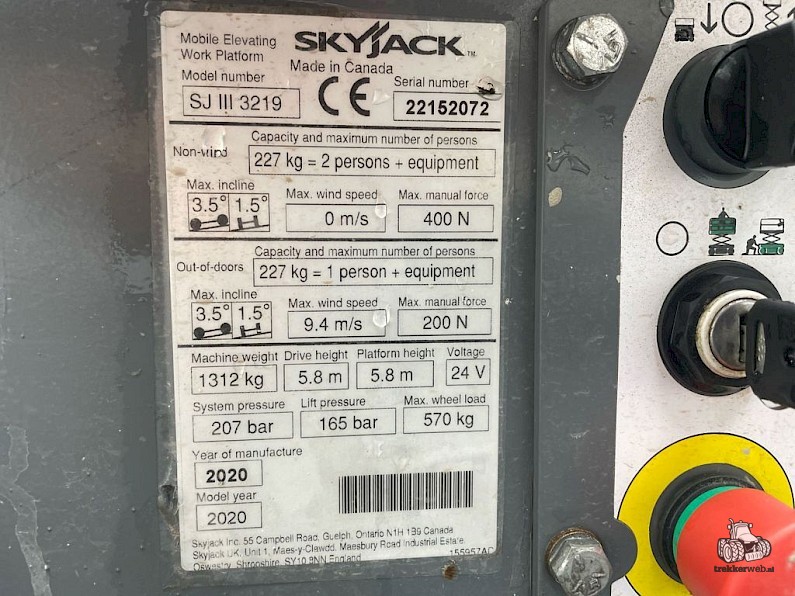 Mobile Elevating
Work Platform
SKYJACK™
Made in Canada
Model number
SJ III 3219
CE
Serial number
22152072
Capacity and maximum number of persons
Non-wind
227 kg = 2 persons + equipment
Max. incline
3.5° 1.5°
Max. wind speed
0 m/s
Max. manual force
400 N
Capacity and maximum number of persons
Out-of-doors
227 kg = 1 person + equipment
Max. incline
3.5° 1.5°
Max. wind speed
9.4 m/s
Max. manual force
200 N
Machine weight Drive height Platform height Voltage
1312 kg 5.8 m 5.8 m 24 V
System pressure Lift pressure Max. wheel load
207 bar 165 bar 570 kg
Year of manufacture
2020
Model year
2020
Skyjack Inc. 55 Campbell Road, Guelph, Ontario N1H 1B9 Canada
Skyjack UK, Unit 1, Maes-y-Clawdd, Maesbury Road Industrial Estate,
Oswestry, Shropshire, SY10 8NN England
155957AC
trekkerweb.nl